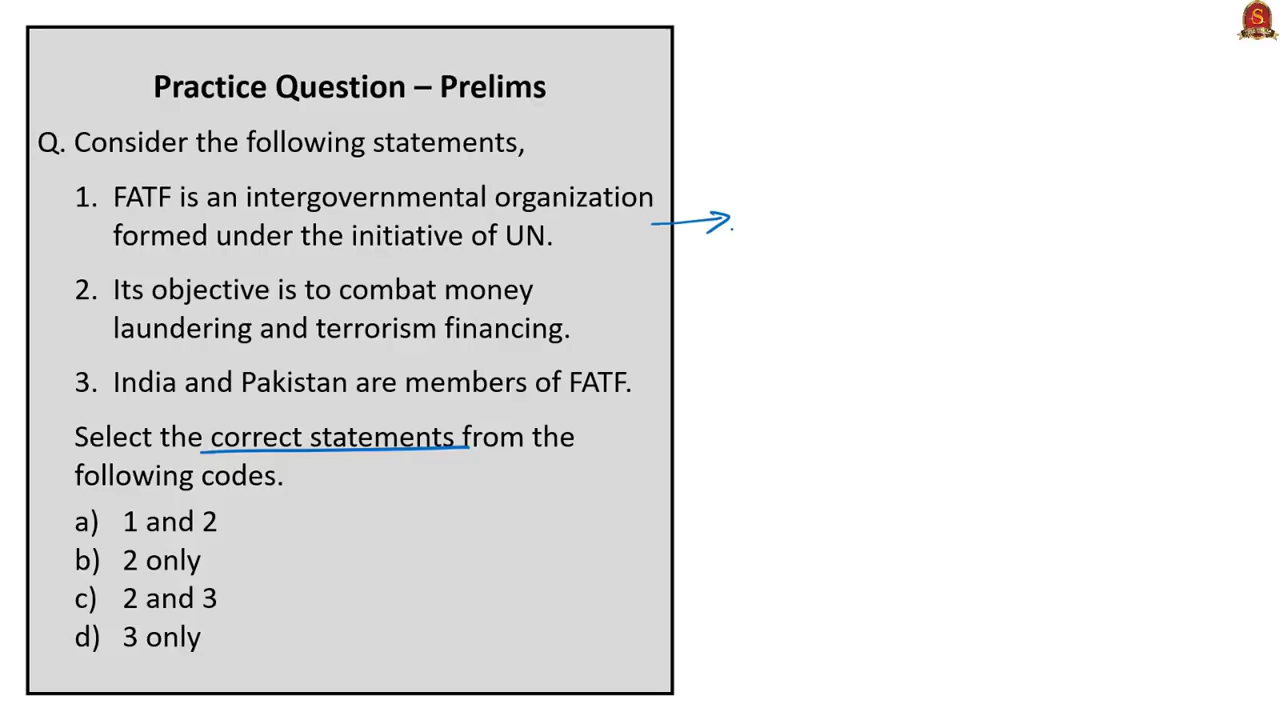 S
Practice Question – Prelims
Q. Consider the following statements,
1. FATF is an intergovernmental organization
formed under the initiative of UN.
2. Its objective is to combat money
laundering and terrorism financing.
3. India and Pakistan are members of FATF.
Select the correct statements from the
following codes.
a) 1 and 2
b) 2 only
c) 2 and 3
d) 3 only